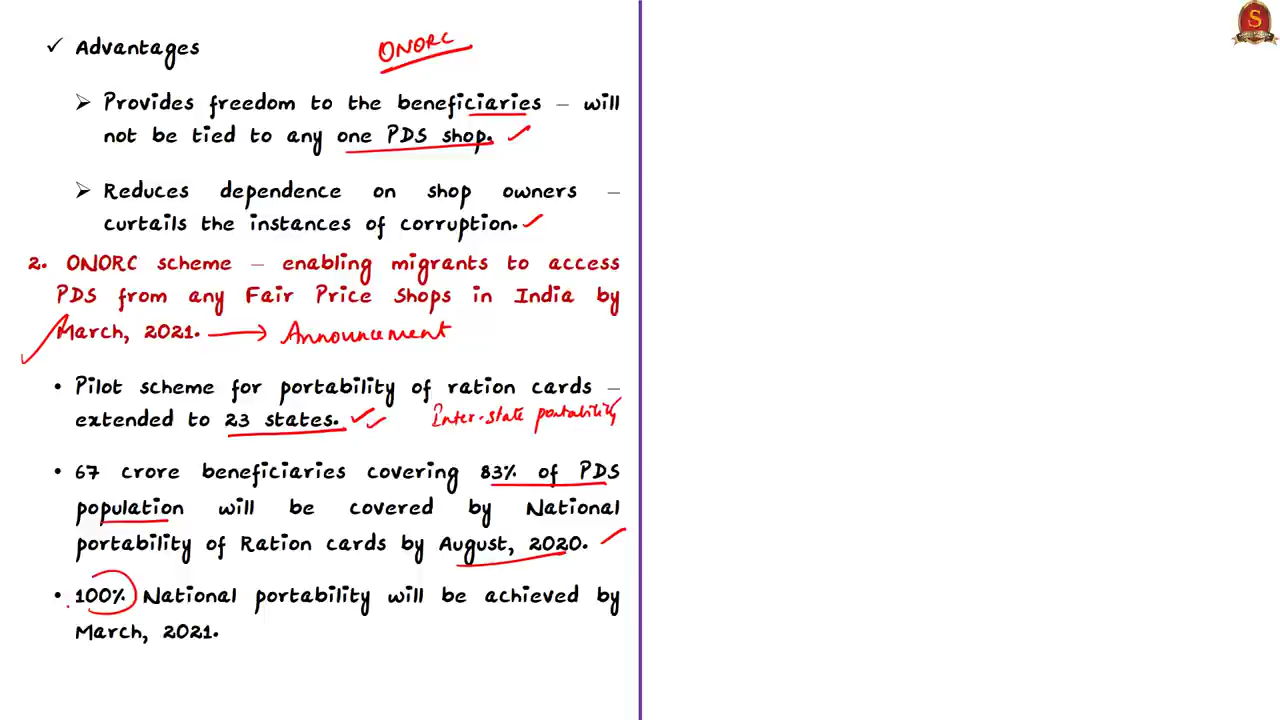 ✓ Advantages
ONORC
➢ Provides freedom to the beneficiaries – will
not be tied to any one PDS shop.
➢ Reduces dependence on shop owners –
curtails the instances of corruption.
2. ONORC scheme – enabling migrants to access
PDS from any Fair Price Shops in India by
March, 2021. → Announcement
• Pilot scheme for portability of ration cards –
extended to 23 states.
Inter-state portability
• 67 crore beneficiaries covering 83% of PDS
population will be covered by National
portability of Ration cards by August, 2020.
• 100% National portability will be achieved by
March, 2021.
S